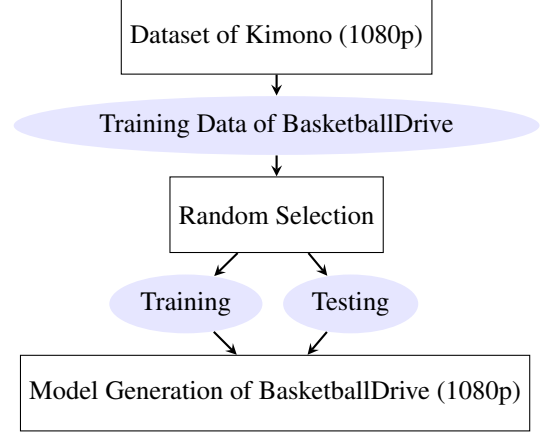 Dataset of Kimono (1080p)
Training Data of BasketballDrive
Random Selection
Training
Testing
Model Generation of BasketballDrive (1080p)